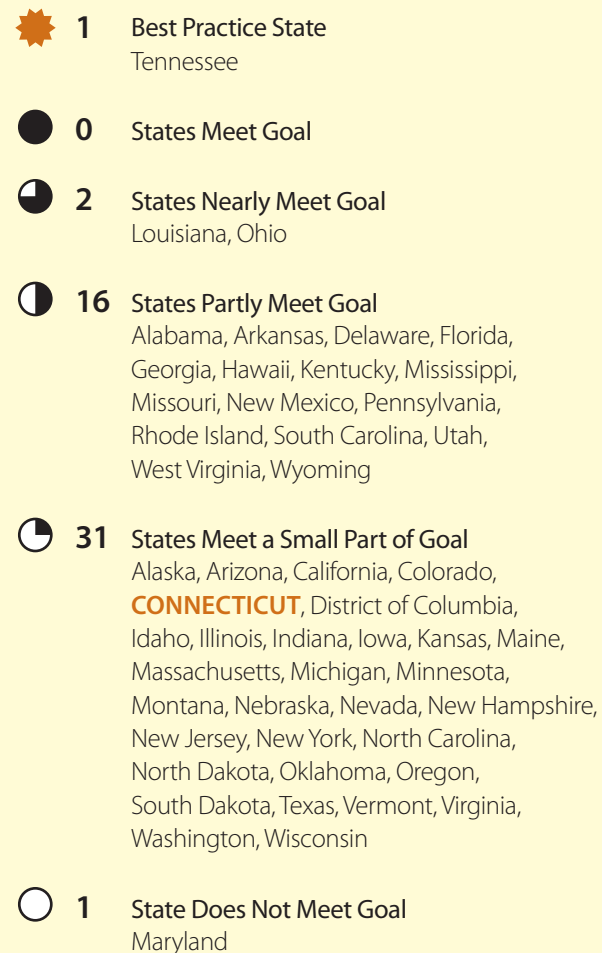 1 Best Practice State
Tennessee
0 States Meet Goal
2 States Nearly Meet Goal
Louisiana, Ohio
16 States Partly Meet Goal
Alabama, Arkansas, Delaware, Florida,
Georgia, Hawaii, Kentucky, Mississippi,
Missouri, New Mexico, Pennsylvania,
Rhode Island, South Carolina, Utah,
West Virginia, Wyoming
31 States Meet a Small Part of Goal
Alaska, Arizona, California, Colorado,
CONNECTICUT, District of Columbia,
Idaho, Illinois, Indiana, Iowa, Kansas, Maine,
Massachusetts, Michigan, Minnesota,
Montana, Nebraska, Nevada, New Hampshire,
New Jersey, New York, North Carolina,
North Dakota, Oklahoma, Oregon,
South Dakota, Texas, Vermont, Virginia,
Washington, Wisconsin
1 State Does Not Meet Goal
Maryland